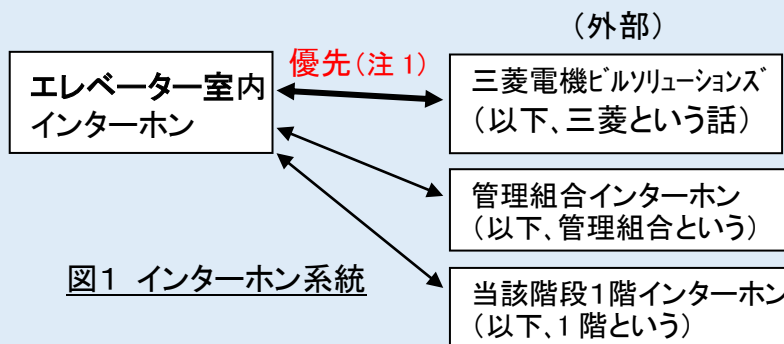 (外部)
優先(注1)
エレベーター室内
インターホン
三菱電機ビルソリューションズ
(以下、三菱という話)
管理組合インターホン
(以下、管理組合という)
図1 インターホン系統
当該階段1階インターホン
(以下、1階という)